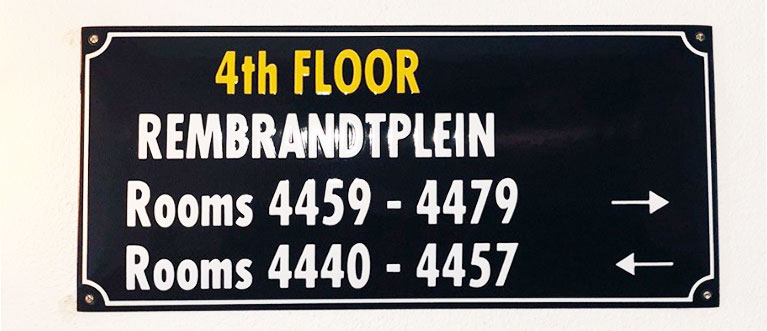 4th FLOOR
REMBRANDTPLEIN
Rooms 4459 - 4479 →
Rooms 4440 - 4457 ←